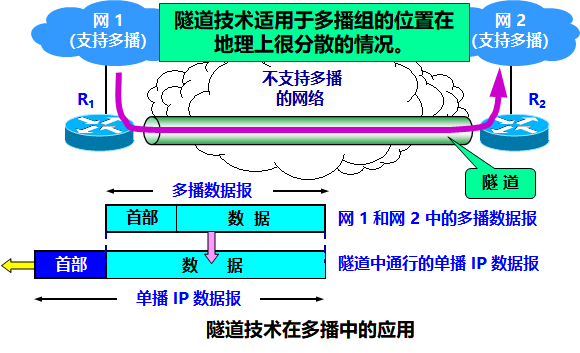 网 1
(支持多播)
隧道技术适用于多播组的位置在
地理上很分散的情况。
网 2
(支持多播)
不支持多播
的网络
R1
R2
隧 道
多播数据报
首部
数 据
网 1 和网 2 中的多播数据报
首部
数 据
隧道中通行的单播 IP 数据报
单播 IP 数据报
隧道技术在多播中的应用